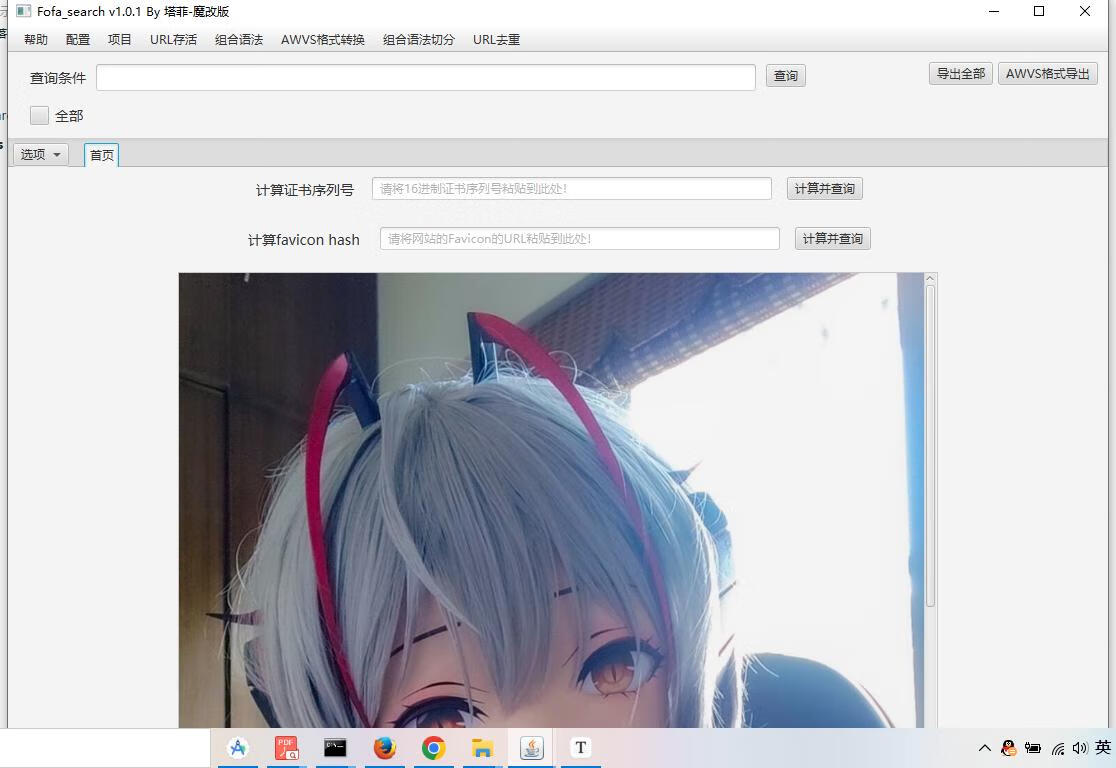 Fofa_search v1.0.1 By 塔菲-魔改版
帮助 配置 项目 URL存活 组合语法 AWVS格式转换 组合语法切分 URL去重
查询条件 查询 导出全部 AWVS格式导出
全部
选项 首页
计算证书序列号 请将16进制证书序列号粘贴到此处! 计算并查询
计算favicon hash 请将网站的Favicon的URL粘贴到此处! 计算并查询
PDF T 英